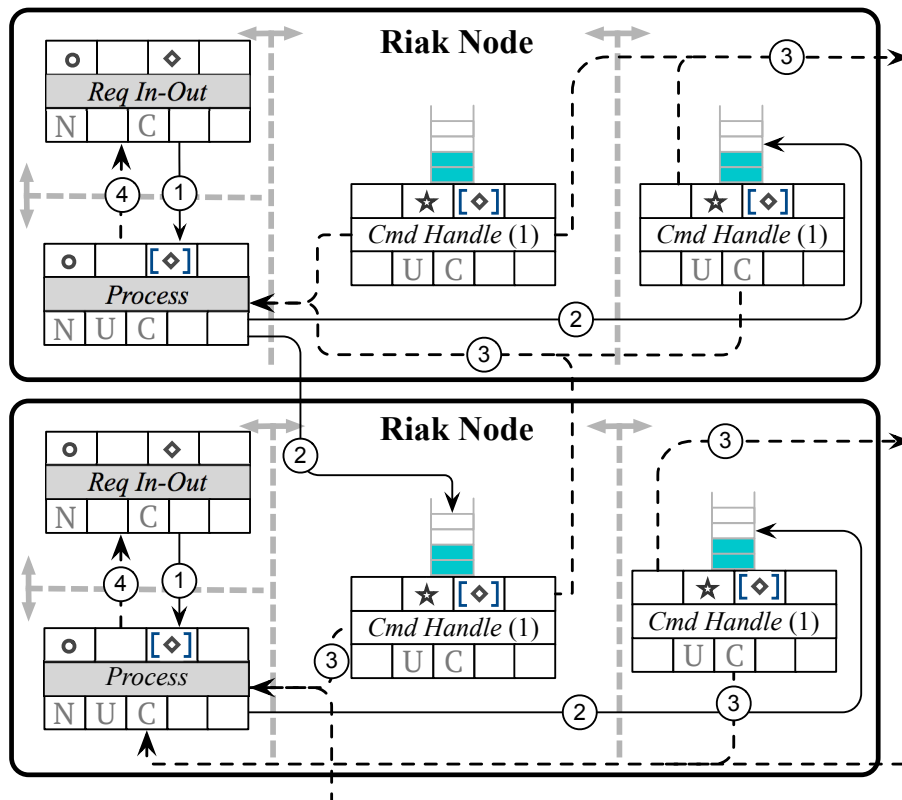 Riak Node
3
Req In-Out
N C
4 1
Cmd Handle (1)
U C
Cmd Handle (1)
U C
Process
N U C
2
3
Riak Node
3
2
Req In-Out
N C
4 1
Cmd Handle (1)
U C
Cmd Handle (1)
U C
3
Process
N U C
2
3